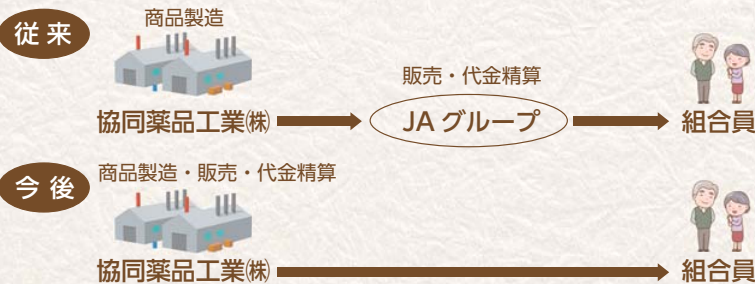 従来
商品製造
販売・代金精算
協同薬品工業㈱
JAグループ
組合員
今後
商品製造・販売・代金精算
協同薬品工業㈱
組合員